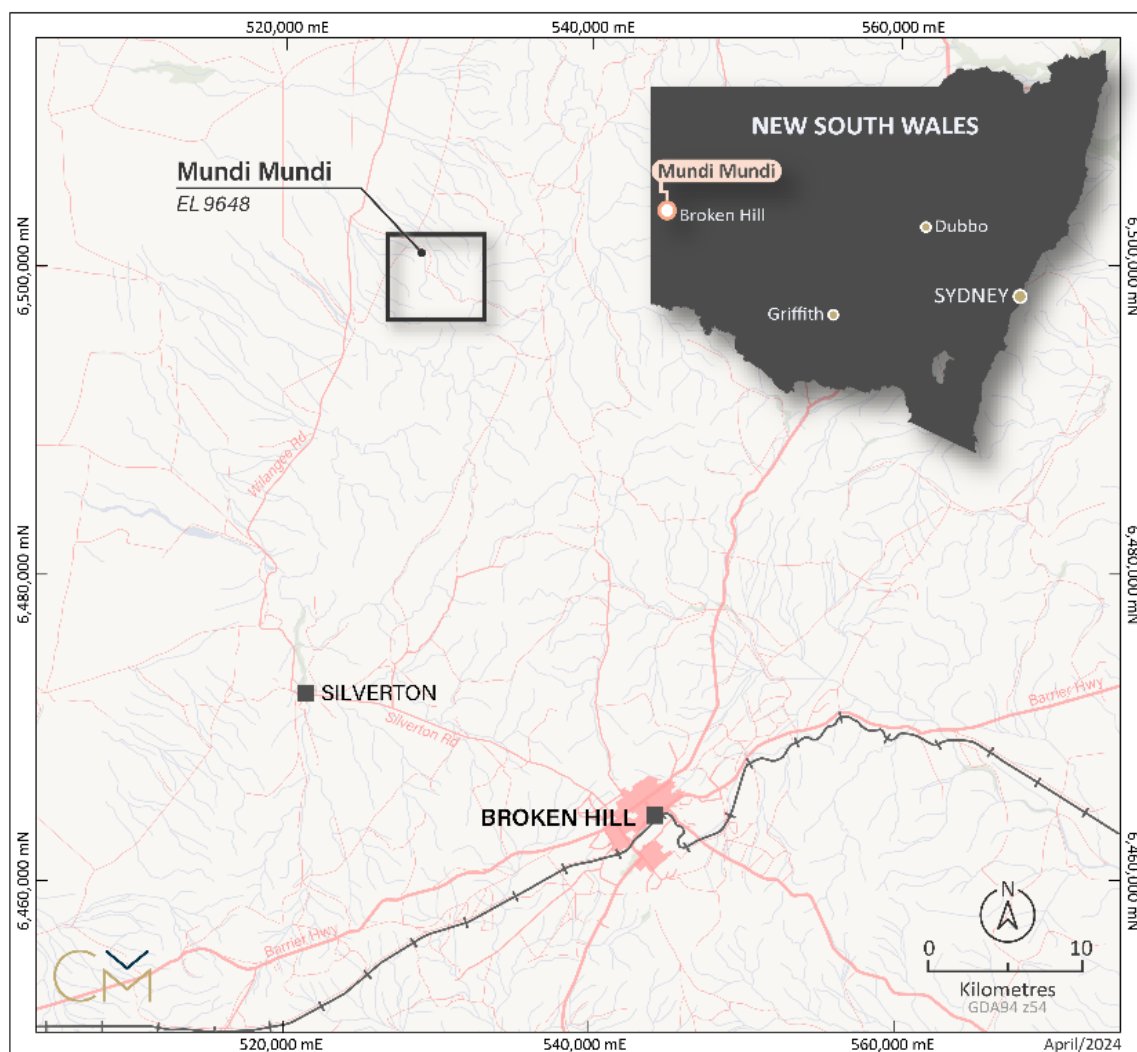 520,000 mE
540,000 mE
560,000 mE
NEW SOUTH WALES
Mundi Mundi
EL 9648
Mundi Mundi
Broken Hill
Dubbo
6,500,000 mN
6,500,000 mN
SYDNEY
Griffith
Wilangee Rd
6,480,000 mN
6,480,000 mN
SILVERTON
Silverton Rd
Barrier Hwy
BROKEN HILL
6,460,000 mN
6,460,000 mN
N
Barrier Hwy
CM
0 10
Kilometres
GDA94 z54
520,000 mE
540,000 mE
560,000 mE
April/2024